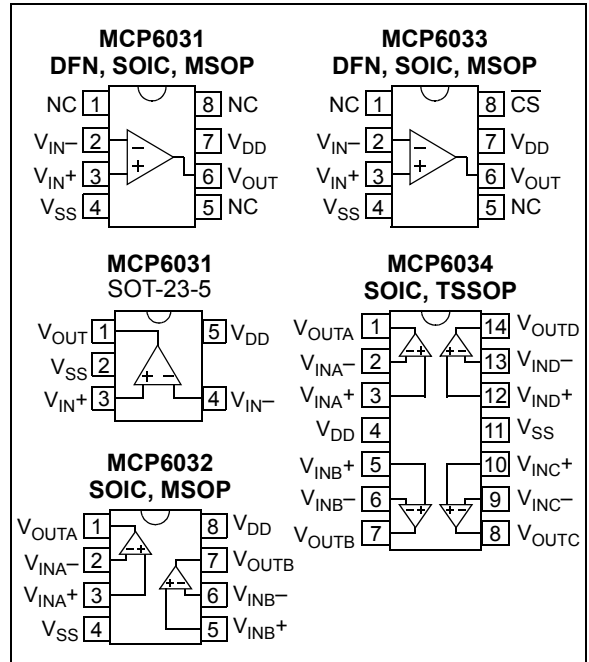 MCP6031
DFN, SOIC, MSOP
NC 1 8 NC
VIN– 2 7 VDD
VIN+ 3 6 VOUT
VSS 4 5 NC
– +
MCP6033
DFN, SOIC, MSOP
NC 1 8 CS
VIN– 2 7 VDD
VIN+ 3 6 VOUT
VSS 4 5 NC
– +
MCP6031
SOT-23-5
VOUT 1 5 VDD
VSS 2
VIN+ 3 4 VIN–
+ –
MCP6034
SOIC, TSSOP
VOUTA 1 14 VOUTD
VINA– 2 13 VIND–
VINA+ 3 12 VIND+
VDD 4 11 VSS
VINB+ 5 10 VINC+
VINB– 6 9 VINC–
VOUTB 7 8 VOUTC
–+ +–
–+ +–
MCP6032
SOIC, MSOP
VOUTA 1 8 VDD
VINA– 2 7 VOUTB
VINA+ 3 6 VINB–
VSS 4 5 VINB+
–+
+ –